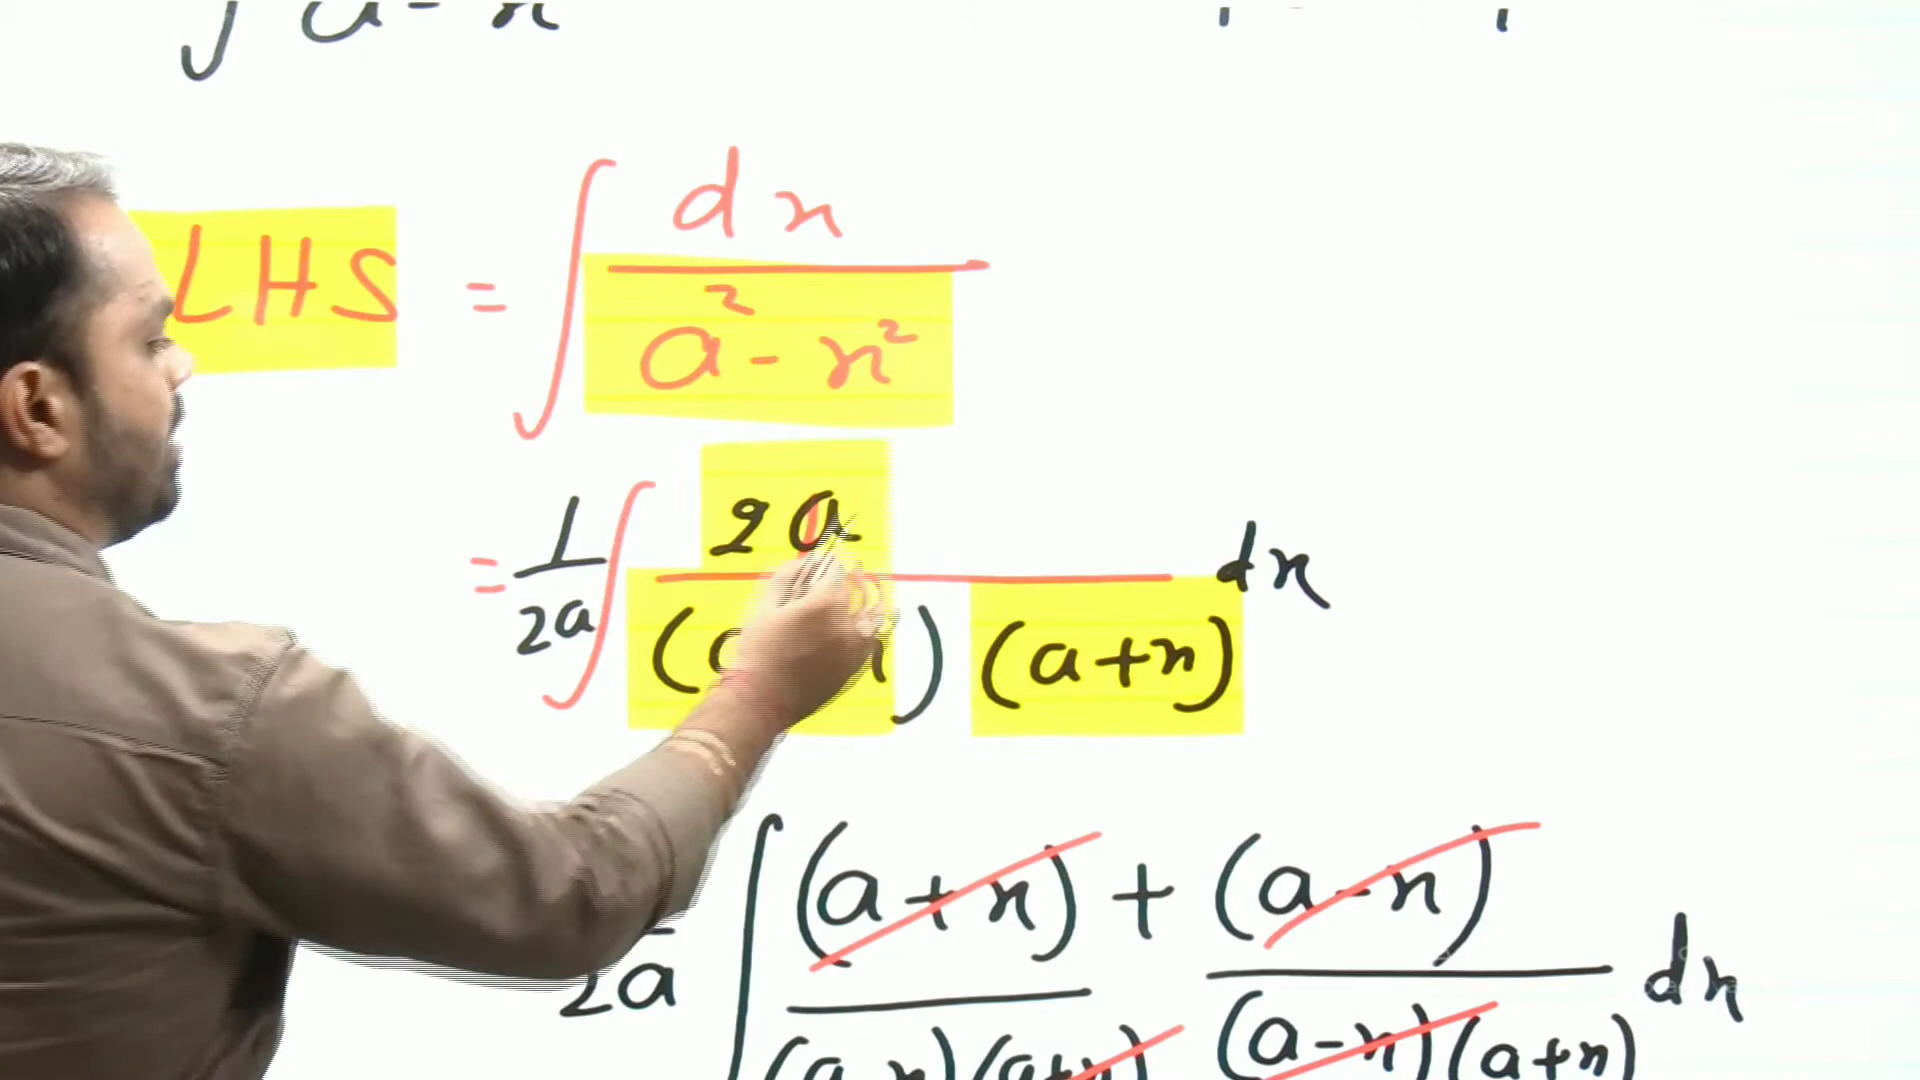 ∫ a - x
LHS = ∫ dx / a² - x²
= 1/2a ∫ 2a / (a x) (a+x) dx
2a ∫ (a+x) / (a-x)(a+x) + (a-x) / (a-x)(a+x) dx